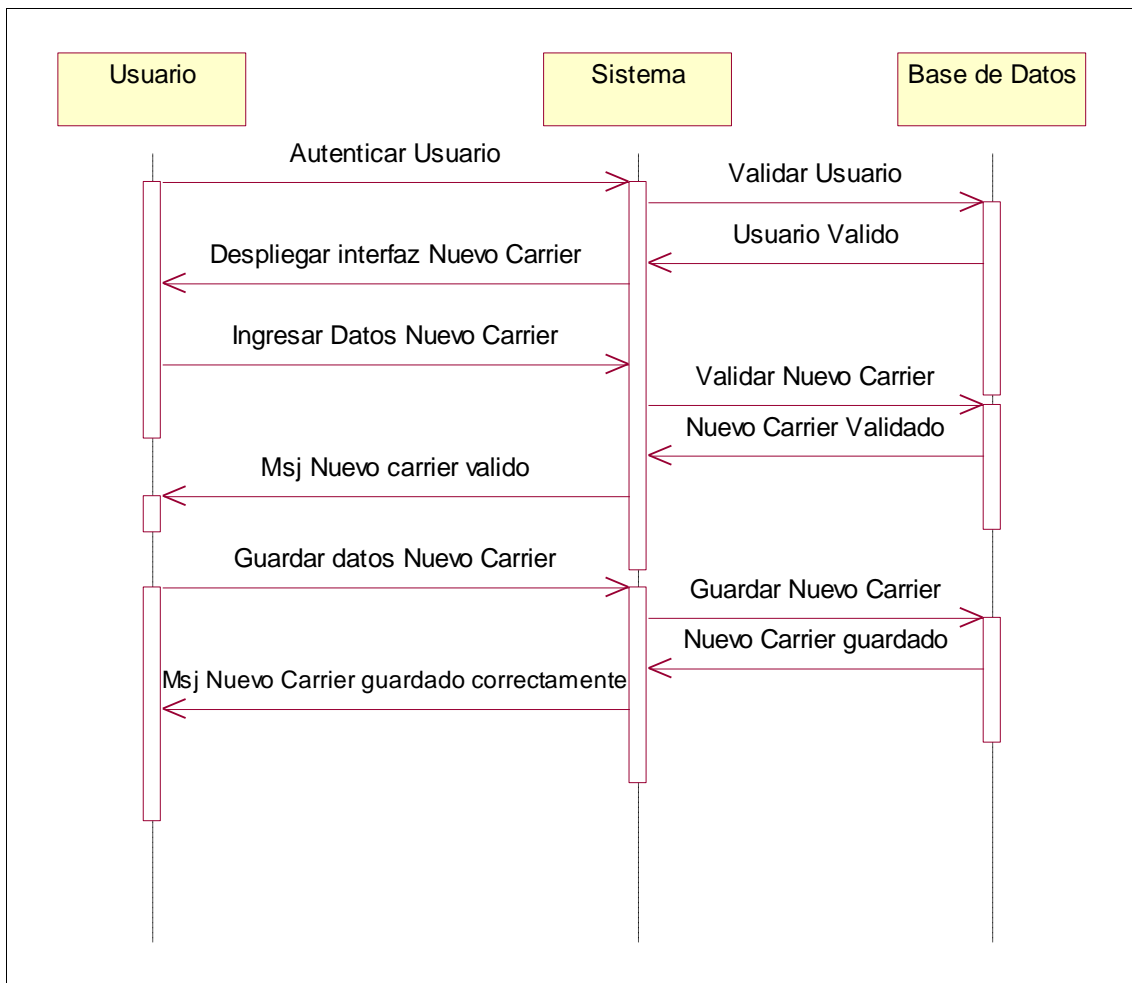 Usuario
Sistema
Base de Datos
Autenticar Usuario
Validar Usuario
Usuario Valido
Despliegar interfaz Nuevo Carrier
Ingresar Datos Nuevo Carrier
Validar Nuevo Carrier
Nuevo Carrier Validado
Msj Nuevo carrier valido
Guardar datos Nuevo Carrier
Guardar Nuevo Carrier
Nuevo Carrier guardado
Msj Nuevo Carrier guardado correctamente